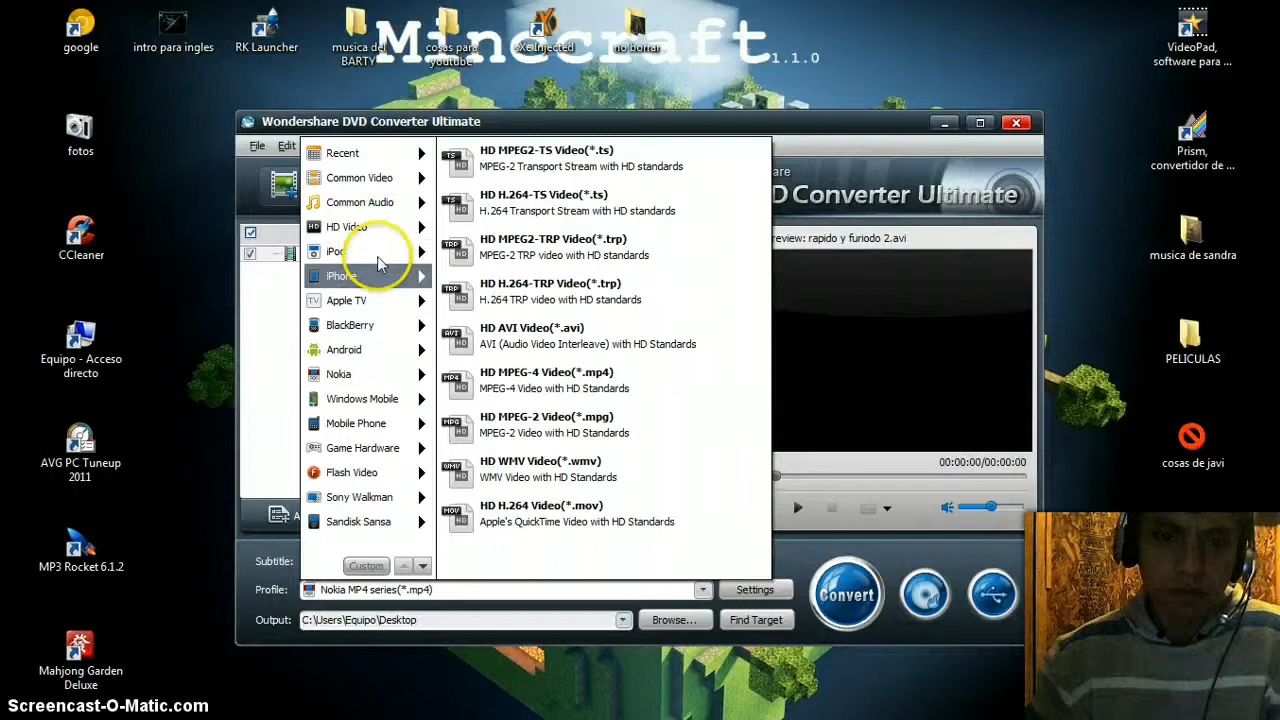 Minecraft
1.1.0
google
intro para ingles
RK Launcher
musica del
BARTY
cosas para
youtube
sXe Injected
no borrar
VideoPad,
software para ...
fotos
Prism,
convertidor de ...
CCleaner
musica de sandra
Equipo - Acceso
directo
PELICULAS
AVG PC Tuneup
2011
cosas de javi
MP3 Rocket 6.1.2
Mahjong Garden
Deluxe
Wondershare DVD Converter Ultimate
File Edit
D Converter Ultimate
review: rapido y furiodo 2.avi
00:00:00/00:00:00
Recent
Common Video
Common Audio
HD Video
iPod
iPhone
Apple TV
BlackBerry
Android
Nokia
Windows Mobile
Mobile Phone
Game Hardware
Flash Video
Sony Walkman
Sandisk Sansa
Custom
HD MPEG2-TS Video(*.ts)
MPEG-2 Transport Stream with HD standards
HD H.264-TS Video(*.ts)
H.264 Transport Stream with HD standards
HD MPEG2-TRP Video(*.trp)
MPEG-2 TRP video with HD standards
HD H.264-TRP Video(*.trp)
H.264 TRP video with HD standards
HD AVI Video(*.avi)
AVI (Audio Video Interleave) with HD Standards
HD MPEG-4 Video(*.mp4)
MPEG-4 Video with HD Standards
HD MPEG-2 Video(*.mpg)
MPEG-2 Video with HD Standards
HD WMV Video(*.wmv)
WMV Video with HD Standards
HD H.264 Video(*.mov)
Apple's QuickTime Video with HD Standards
Subtitle:
Profile: Nokia MP4 series(*.mp4) Settings
Output: C:\Users\Equipo\Desktop Browse... Find Target
Convert
Screencast-O-Matic.com